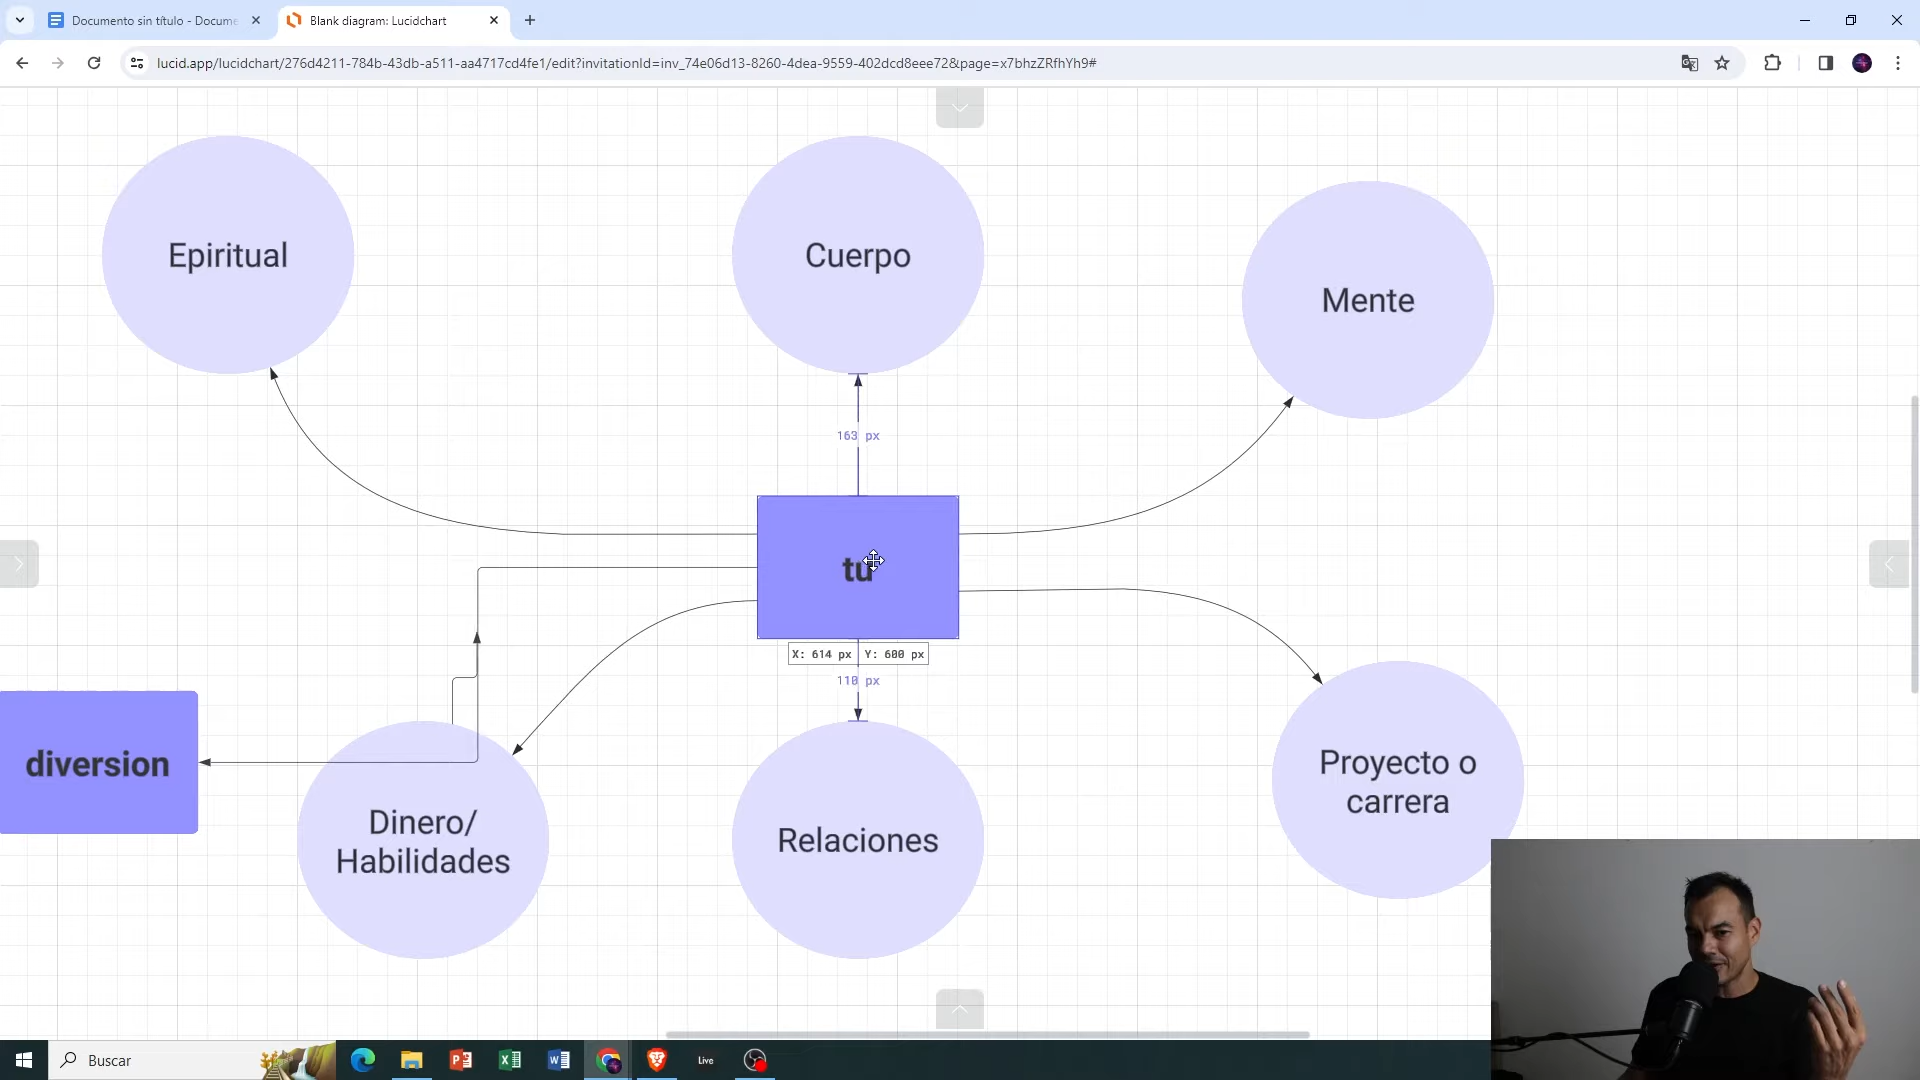 Documento sin título - Docume
Blank diagram: Lucidchart
lucid.app/lucidchart/276d4211-784b-43db-a511-aa4717cd4fe1/edit?invitationId=inv_74e06d13-8260-4dea-9559-402dcd8eee72&page=x7bhzZRfhYh9#
Epiritual
Cuerpo
Mente
163 px
tu
X: 614 px Y: 600 px
110 px
diversion
Dinero/
Habilidades
Relaciones
Proyecto o
carrera
Buscar
Live